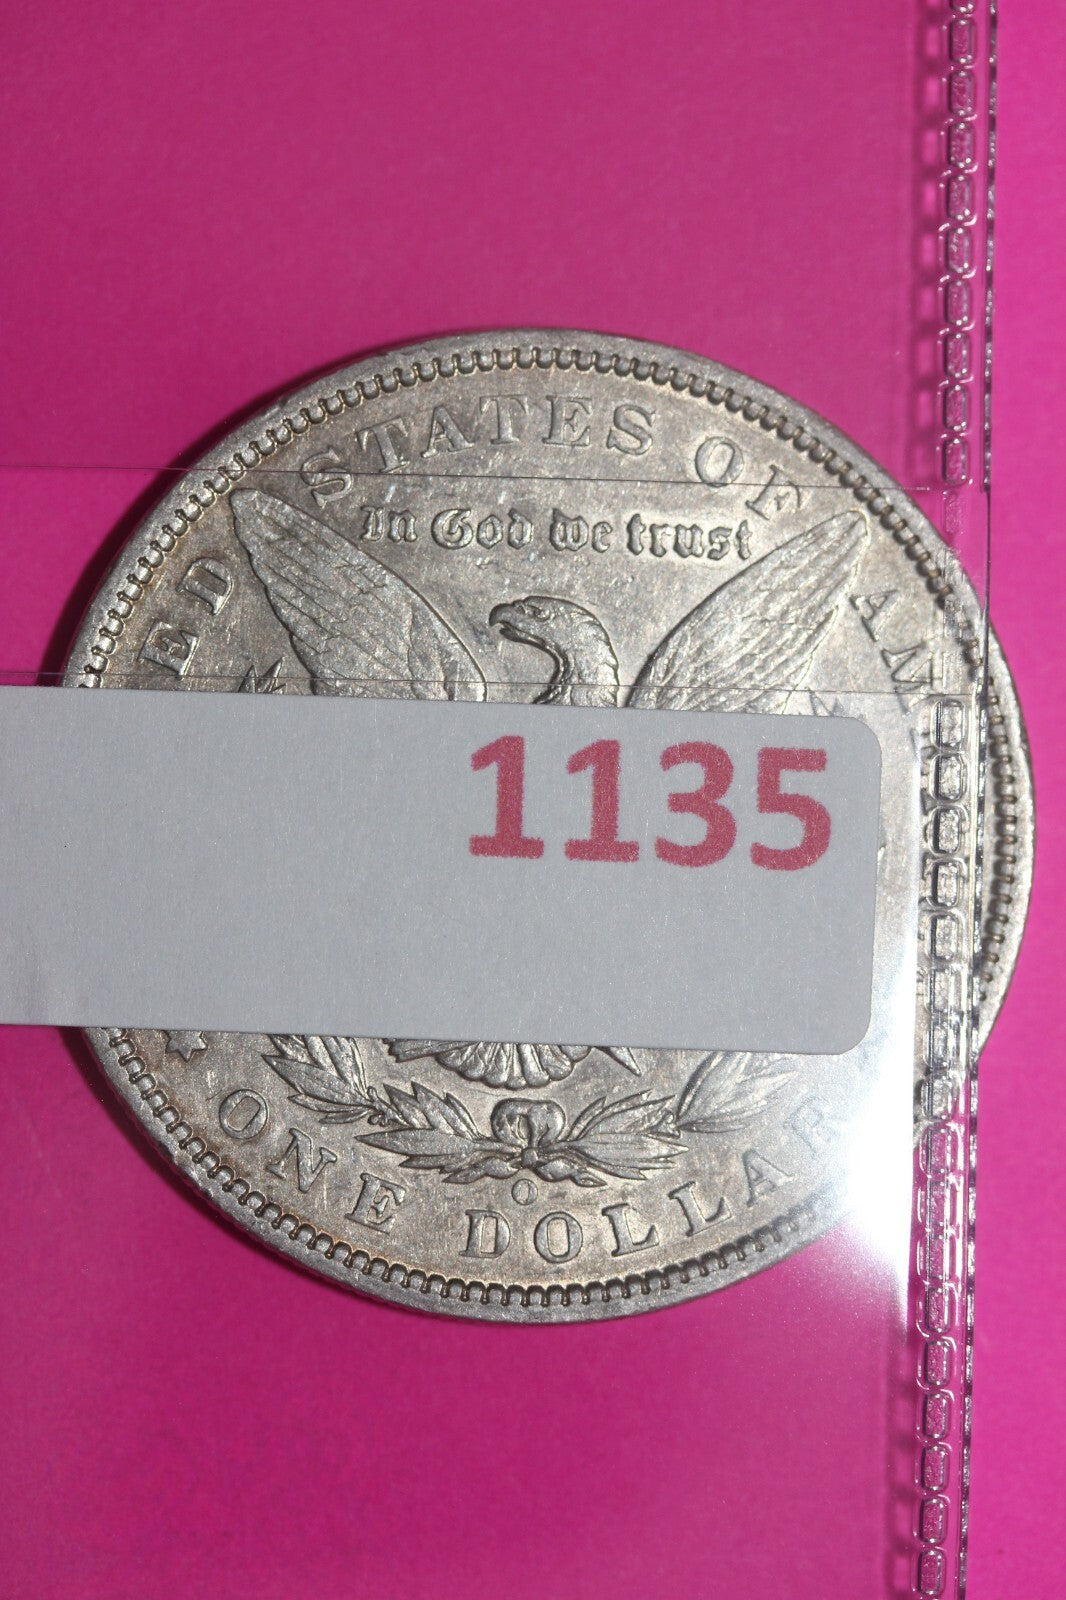 ED STATES OF AM
In God we trust
1135
O
ONE DOLLAR